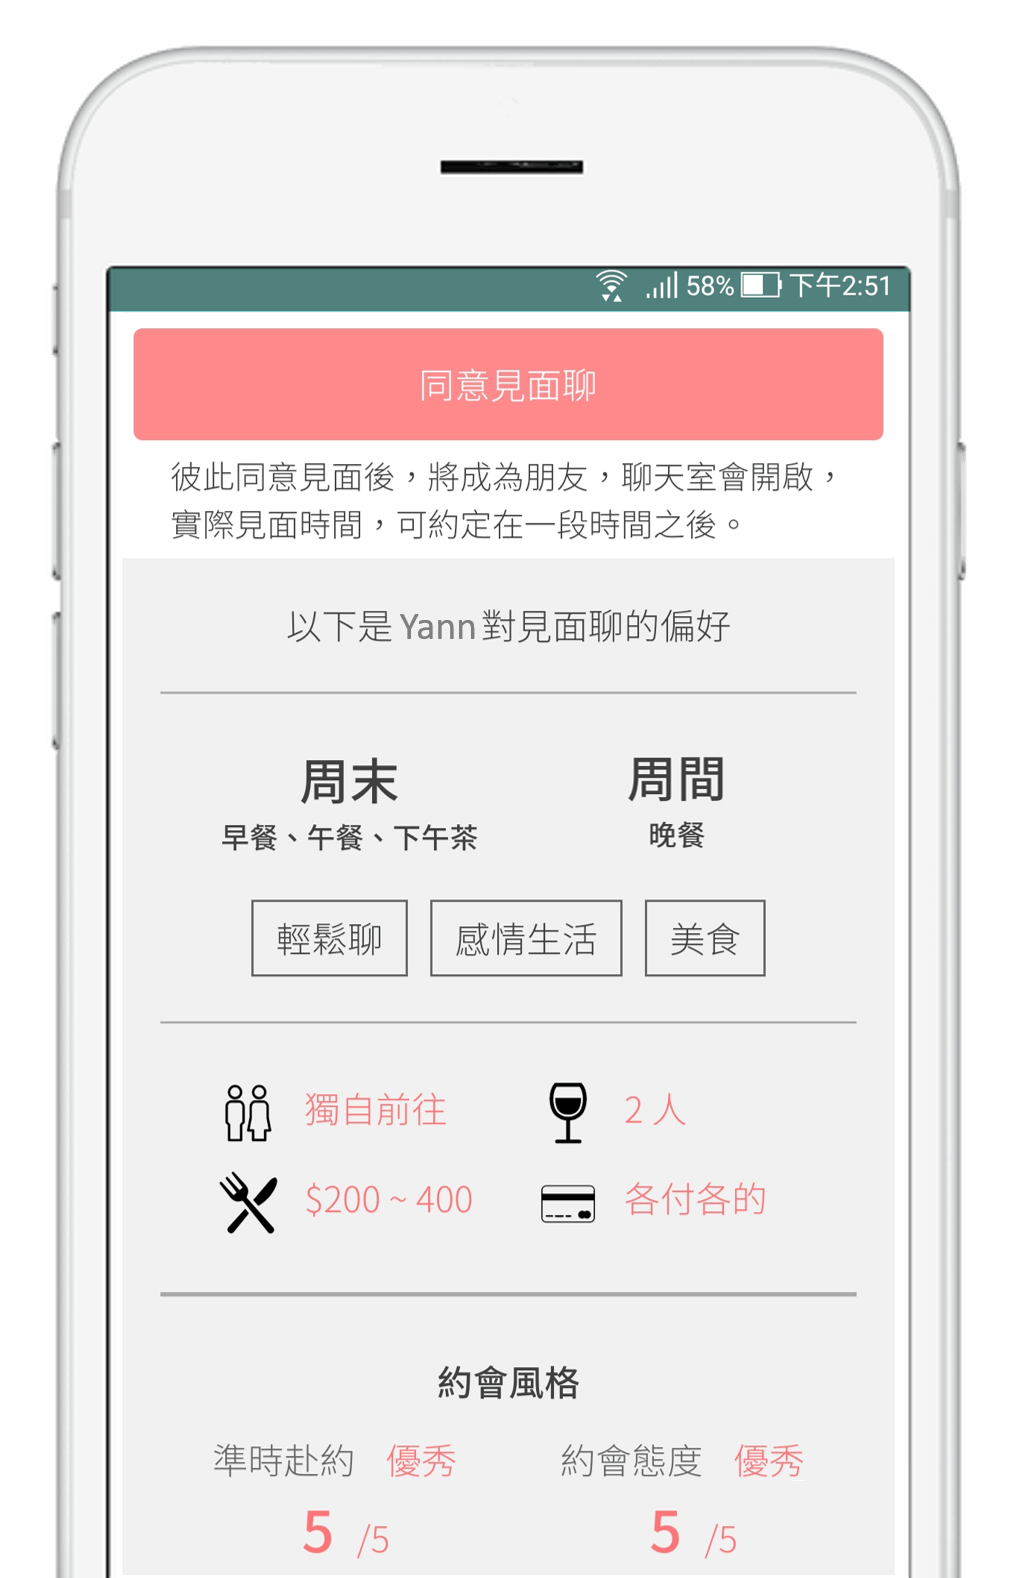 58% 下午2:51
同意見面聊
彼此同意見面後，將成為朋友，聊天室會開啟，
實際見面時間，可約定在一段時間之後。
以下是 Yann 對見面聊的偏好
周末 周間
早餐、午餐、下午茶 晚餐
輕鬆聊 感情生活 美食
獨自前往 2 人
$200 ~ 400 各付各的
約會風格
準時赴約 優秀 約會態度 優秀
5 /5 5 /5